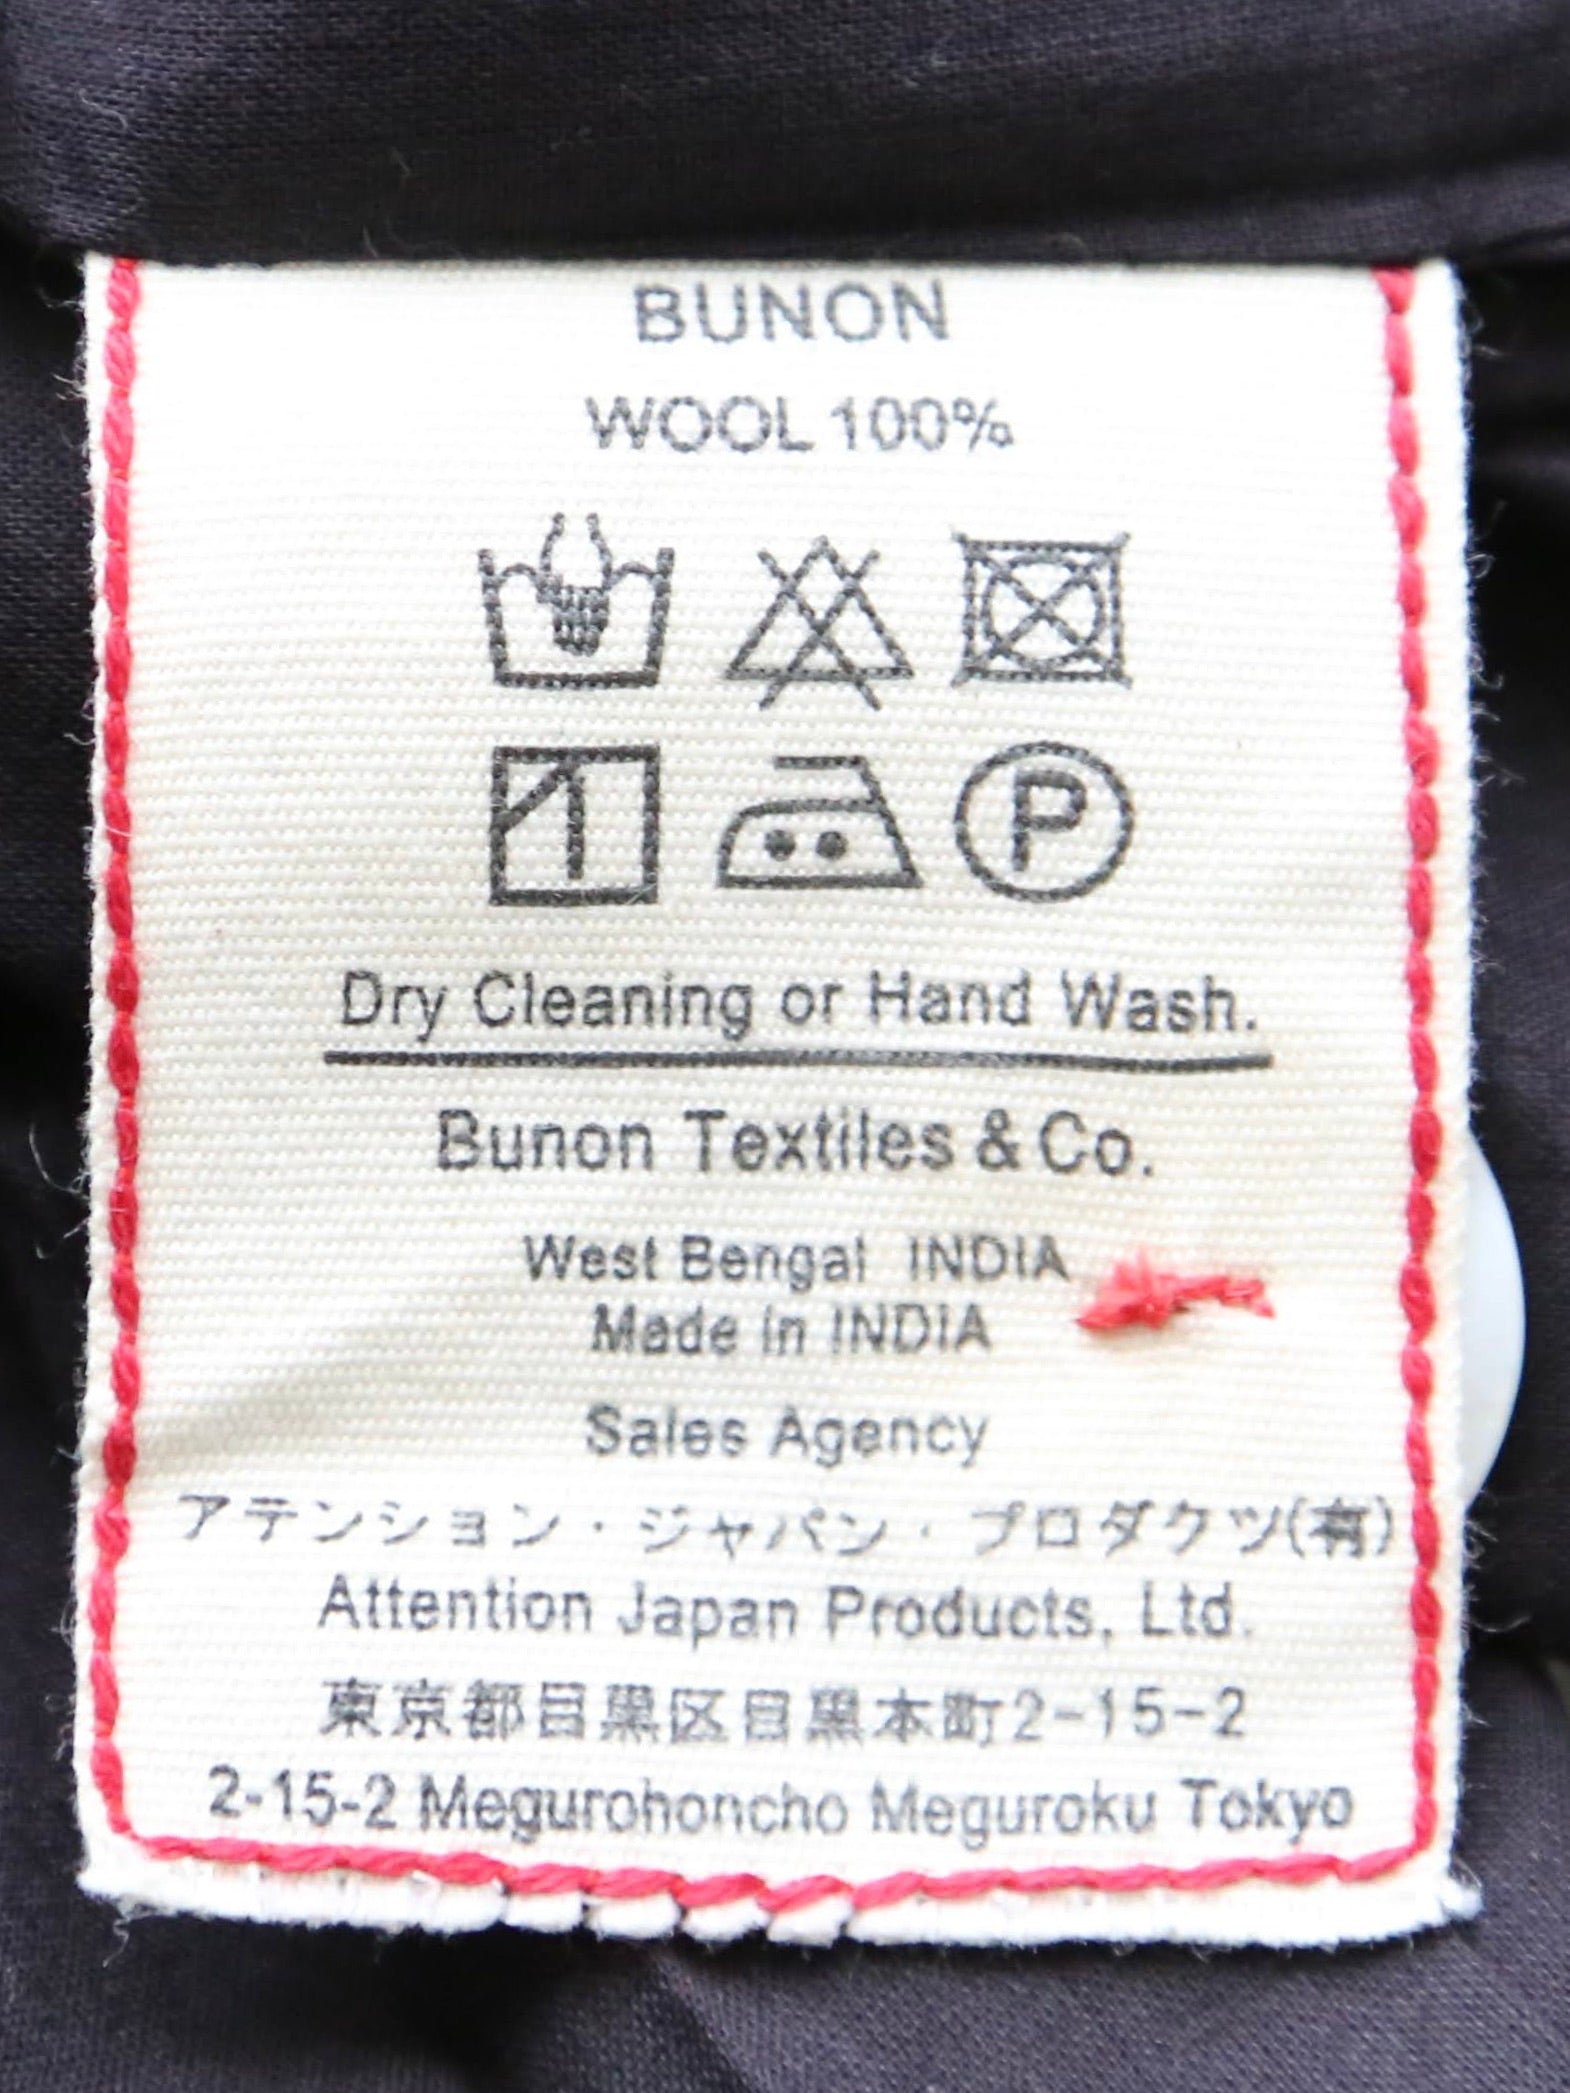 BUNON
WOOL 100%
P
Dry Cleaning or Hand Wash.
Bunon Textiles & Co.
West Bengal INDIA
Made in INDIA
Sales Agency
アテンション・ジャパン・プロダクツ(有)
Attention Japan Products, Ltd.
東京都目黒区目黒本町2-15-2
2-15-2 Megurohoncho Meguroku Tokyo